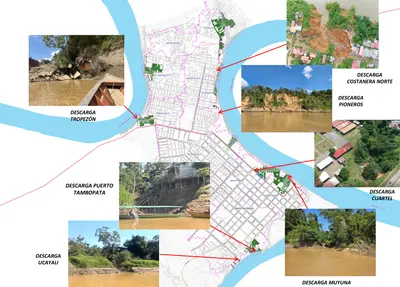 DESCARGA
COSTANERA NORTE
DESCARGA
TROPEZÓN
DESCARGA
PIONEROS
DESCARGA PUERTO
TAMBOPATA
DESCARGA
CUARTEL
DESCARGA
UCAYALI
DESCARGA MUYUNA